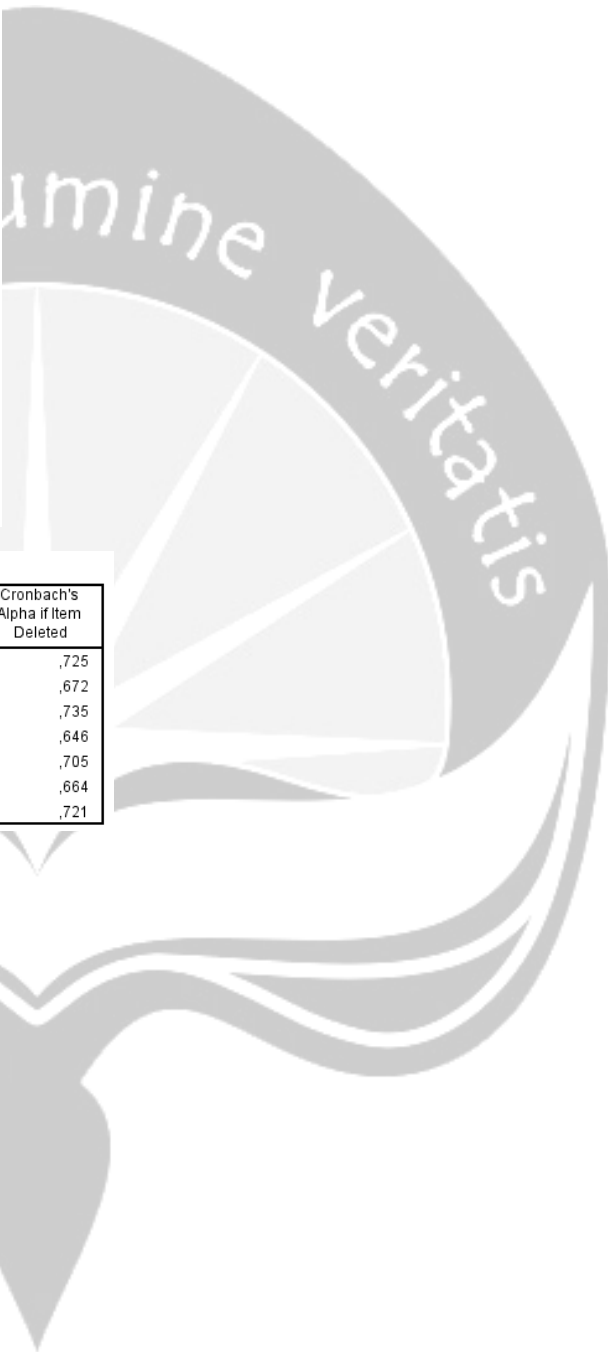 umine veritatis
Cronbach's
Alpha if Item
Deleted
,725
,672
,735
,646
,705
,664
,721